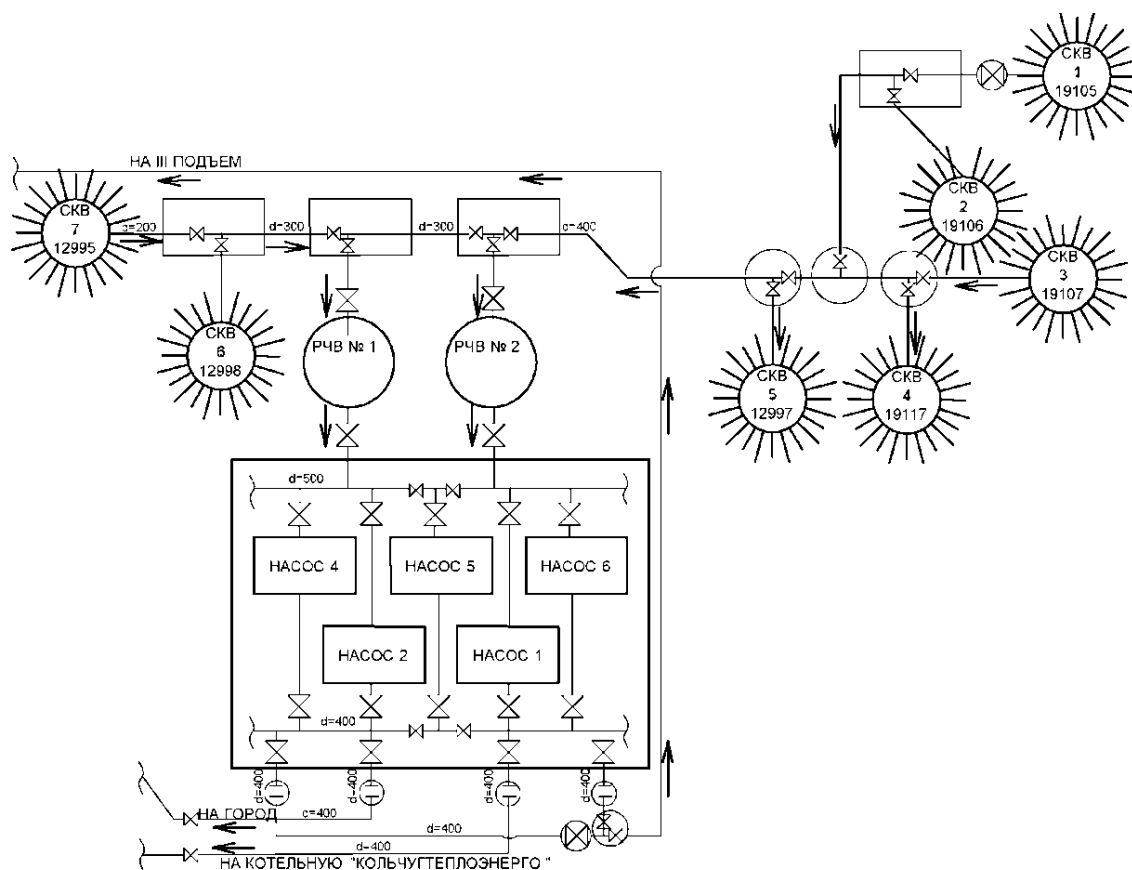 СКВ
1
19105
НА III ПОДЪЕМ
СКВ
7
12995
d=200
d=300
d=300
d=400
СКВ
2
19106
СКВ
3
19107
СКВ
6
12998
РЧВ № 1
РЧВ № 2
СКВ
5
12997
СКВ
4
19117
d=500
НАСОС 4
НАСОС 5
НАСОС 6
НАСОС 2
НАСОС 1
d=400
d=400
d=400
d=400
d=400
НА ГОРОД
d=400
d=400
d=400
НА КОТЕЛЬНУЮ "КОЛЬЧУГТЕПЛОЭНЕРГО "